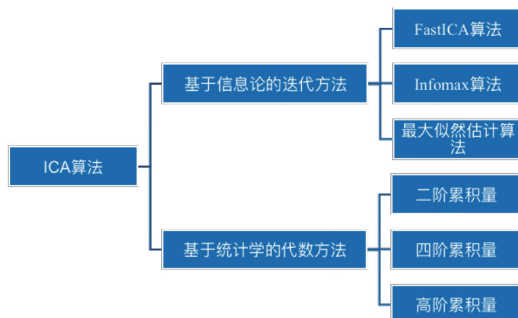 FastICA算法
基于信息论的迭代方法
Infomax算法
最大似然估计算
法
ICA算法
二阶累积量
基于统计学的代数方法
四阶累积量
高阶累积量